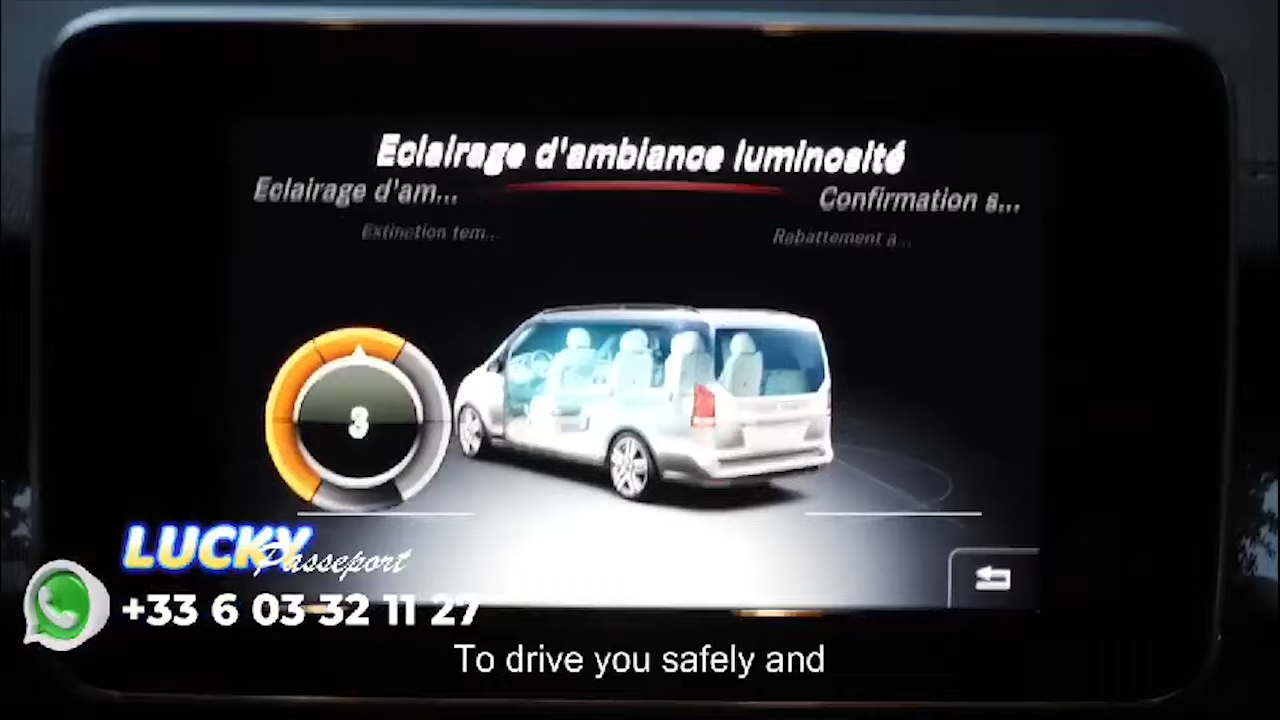 Eclairage d'ambiance luminosité
Eclairage d'am...
Confirmation s...
Extinction tem...
Rabattement a...
3
LUCKY
Passeport
+33 6 03 32 11 27
To drive you safely and